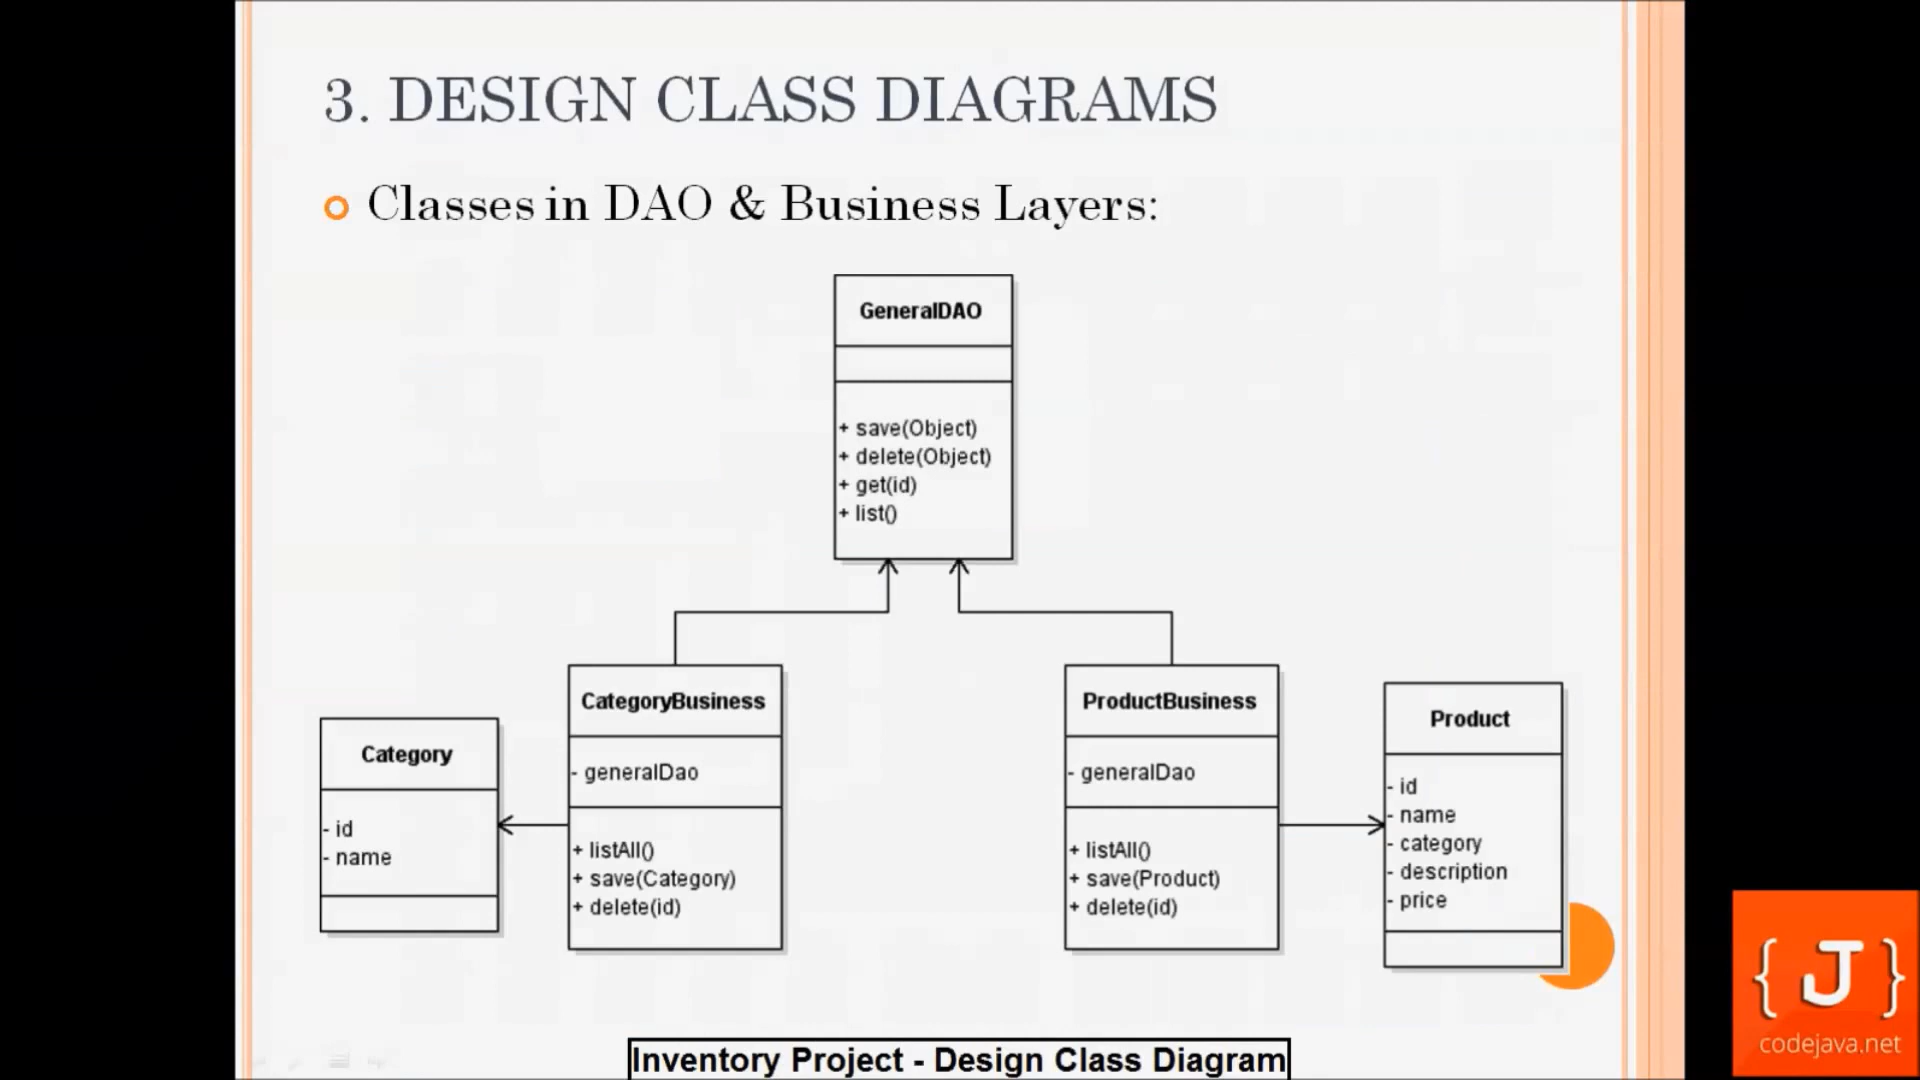 3. DESIGN CLASS DIAGRAMS
Classes in DAO & Business Layers:
GeneralDAO
+ save(Object)
+ delete(Object)
+ get(id)
+ list()
CategoryBusiness
- generalDao
+ listAll()
+ save(Category)
+ delete(id)
ProductBusiness
- generalDao
+ listAll()
+ save(Product)
+ delete(id)
Category
- id
- name
Product
- id
- name
- category
- description
- price
{ J }
codejava.net
Inventory Project - Design Class Diagram